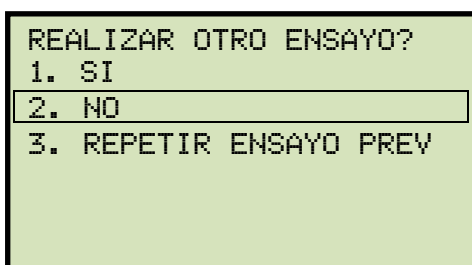 REALIZAR OTRO ENSAYO?
1. SI
2. NO
3. REPETIR ENSAYO PREV